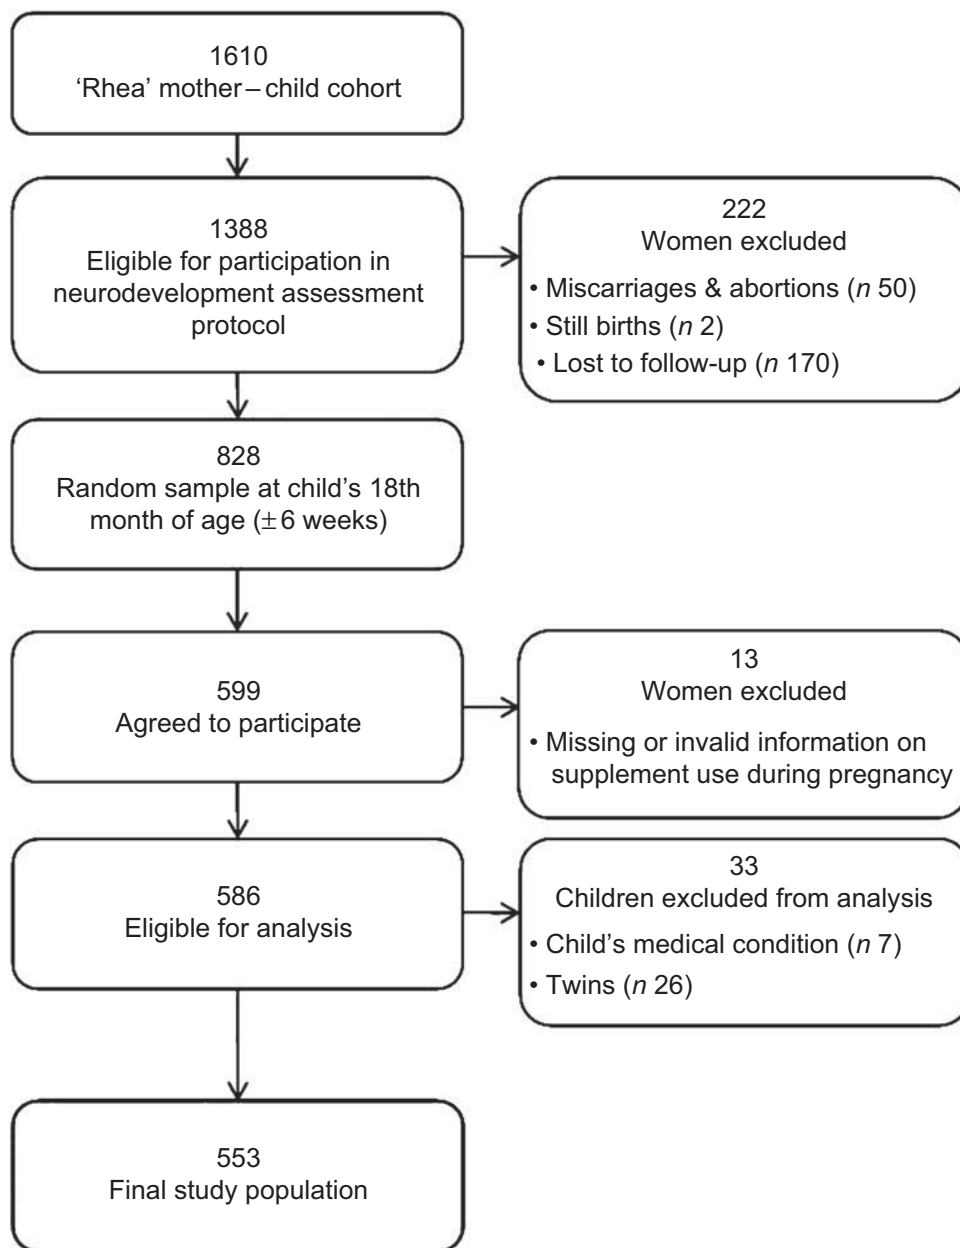 1610
‘Rhea’ mother – child cohort
1388
Eligible for participation in
neurodevelopment assessment
protocol
222
Women excluded
• Miscarriages & abortions (n 50)
• Still births (n 2)
• Lost to follow-up (n 170)
828
Random sample at child’s 18th
month of age (±6 weeks)
599
Agreed to participate
13
Women excluded
• Missing or invalid information on
supplement use during pregnancy
586
Eligible for analysis
33
Children excluded from analysis
• Child’s medical condition (n 7)
• Twins (n 26)
553
Final study population